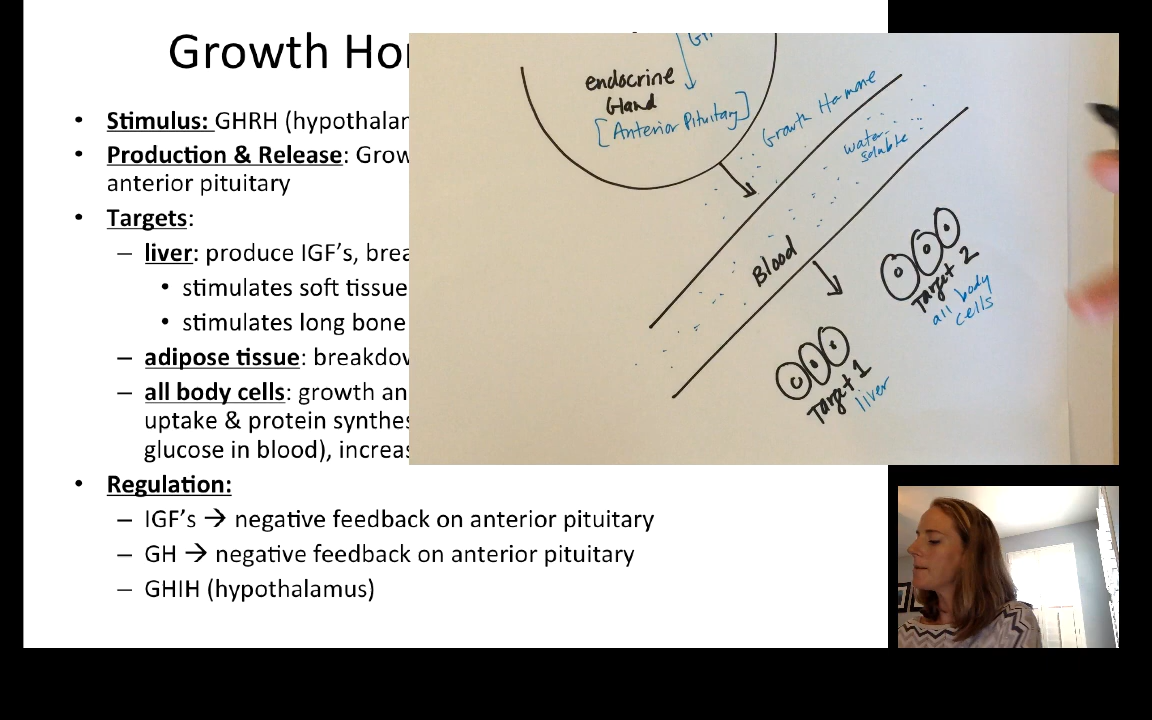 Growth Hor
• Stimulus: GHRH (hypothalam
• Production & Release: Grow
anterior pituitary
• Targets:
– liver: produce IGF's, brea
• stimulates soft tissue
• stimulates long bone
– adipose tissue: breakdov
– all body cells: growth an
uptake & protein synthes
glucose in blood), increas
• Regulation:
– IGF's → negative feedback on anterior pituitary
– GH → negative feedback on anterior pituitary
– GHIH (hypothalamus)
endocrine
Gland
[Anterior Pituitary]
Growth Hormone
water-
soluble
Blood
Target 2
all body
cells
Target 1
liver